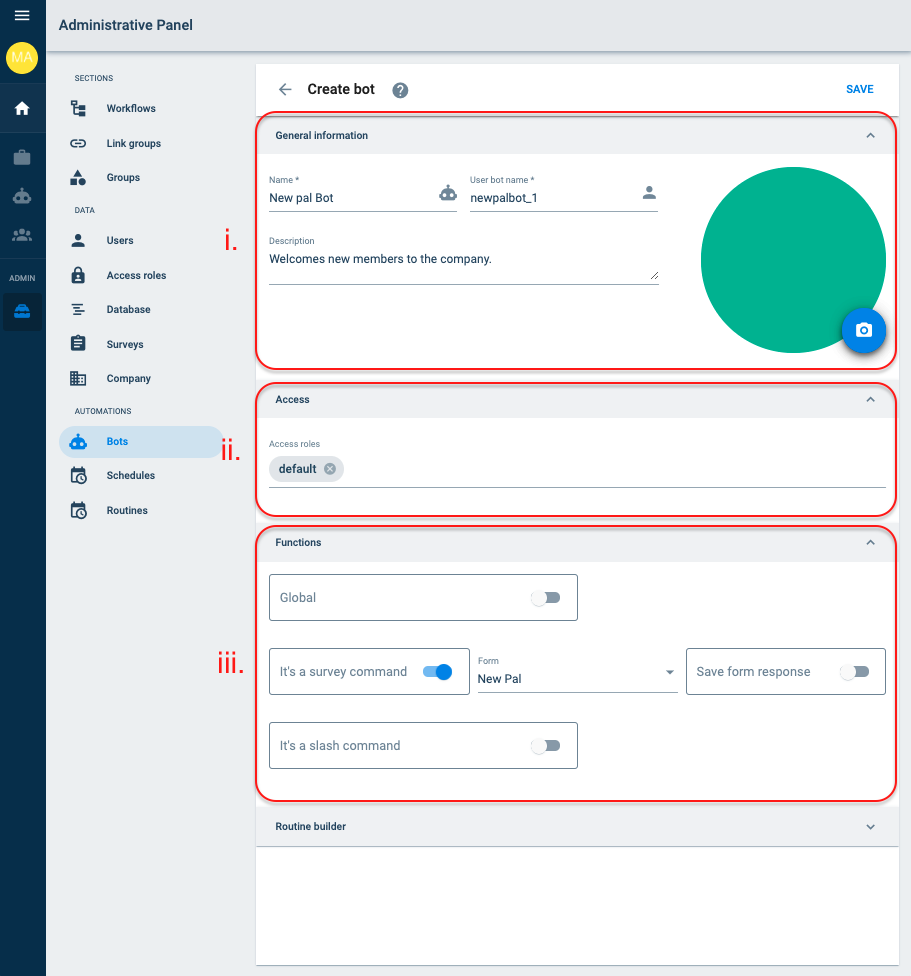 Administrative Panel
MA
ADMIN
SECTIONS
Workflows
Link groups
Groups
DATA
Users
Access roles
Database
Surveys
Company
AUTOMATIONS
Bots
Schedules
Routines
Create bot ?
SAVE
i.
General information
Name *
New pal Bot
User bot name *
newpalbot_1
Description
Welcomes new members to the company.
ii.
Access
Access roles
default
iii.
Functions
Global
It's a survey command
Form
New Pal
Save form response
It's a slash command
Routine builder